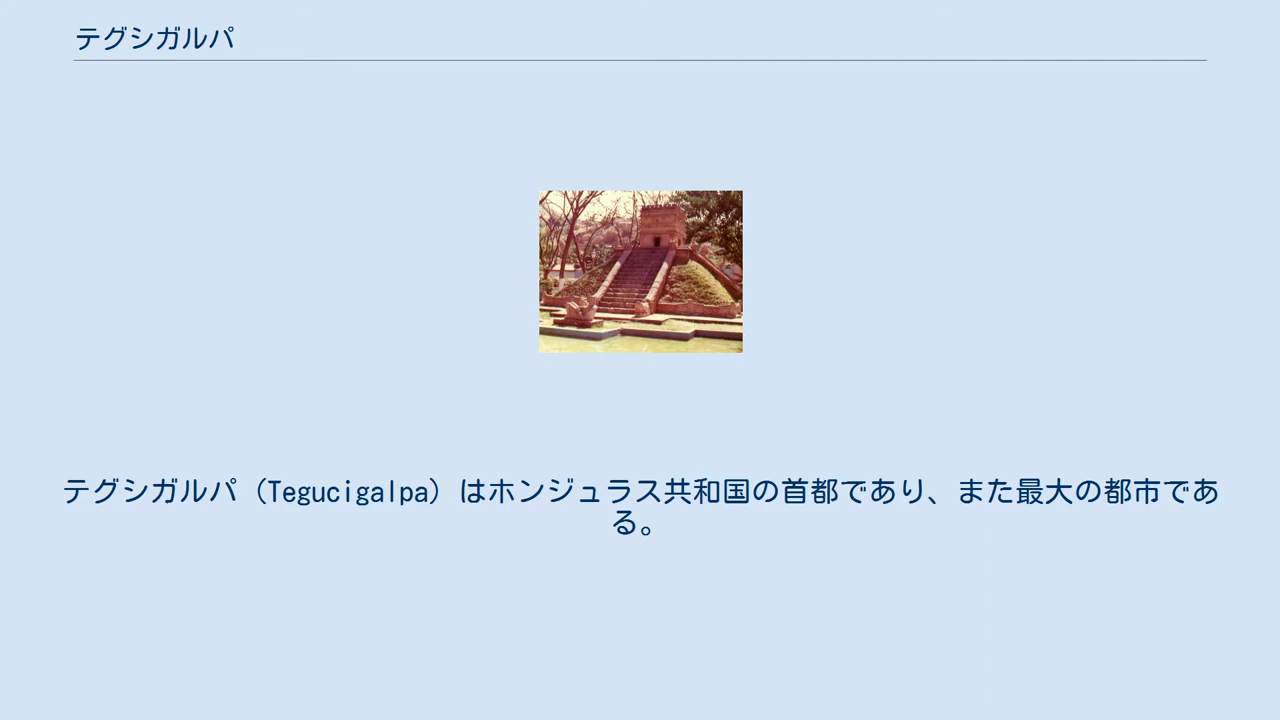 テグシガルパ
テグシガルパ（Tegucigalpa）はホンジュラス共和国の首都であり、また最大の都市であ
る。